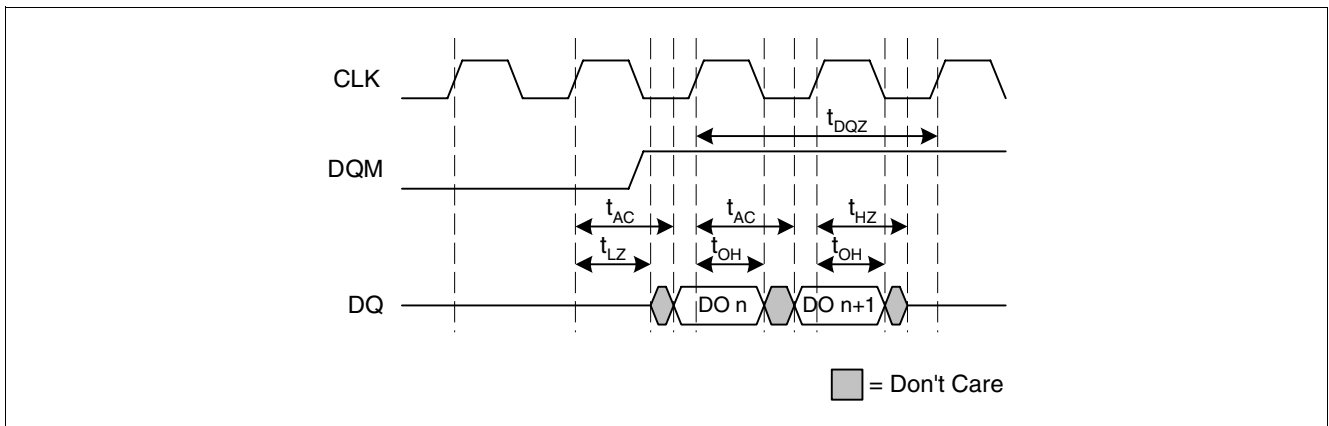 CLK
tDQZ
DQM
tAC tAC tHZ
tLZ tOH tOH
DQ DO n DO n+1
= Don't Care